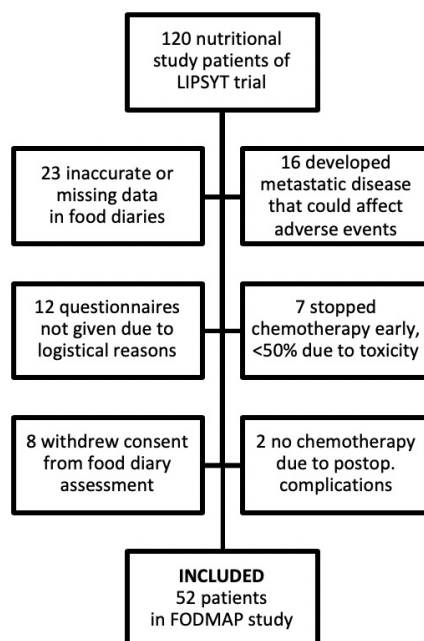 120 nutritional
study patients of
LIPSYT trial
23 inaccurate or
missing data
in food diaries
16 developed
metastatic disease
that could affect
adverse events
12 questionnaires
not given due to
logistical reasons
7 stopped
chemotherapy early,
<50% due to toxicity
8 withdrew consent
from food diary
assessment
2 no chemotherapy
due to postop.
complications
INCLUDED
52 patients
in FODMAP study